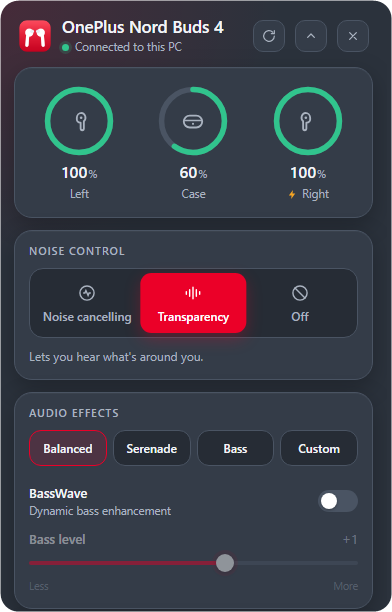 OnePlus Nord Buds 4
Connected to this PC
100% 60% 100%
Left Case Right
NOISE CONTROL
Noise cancelling Transparency Off
Lets you hear what's around you.
AUDIO EFFECTS
Balanced Serenade Bass Custom
BassWave
Dynamic bass enhancement
Bass level +1
Less More